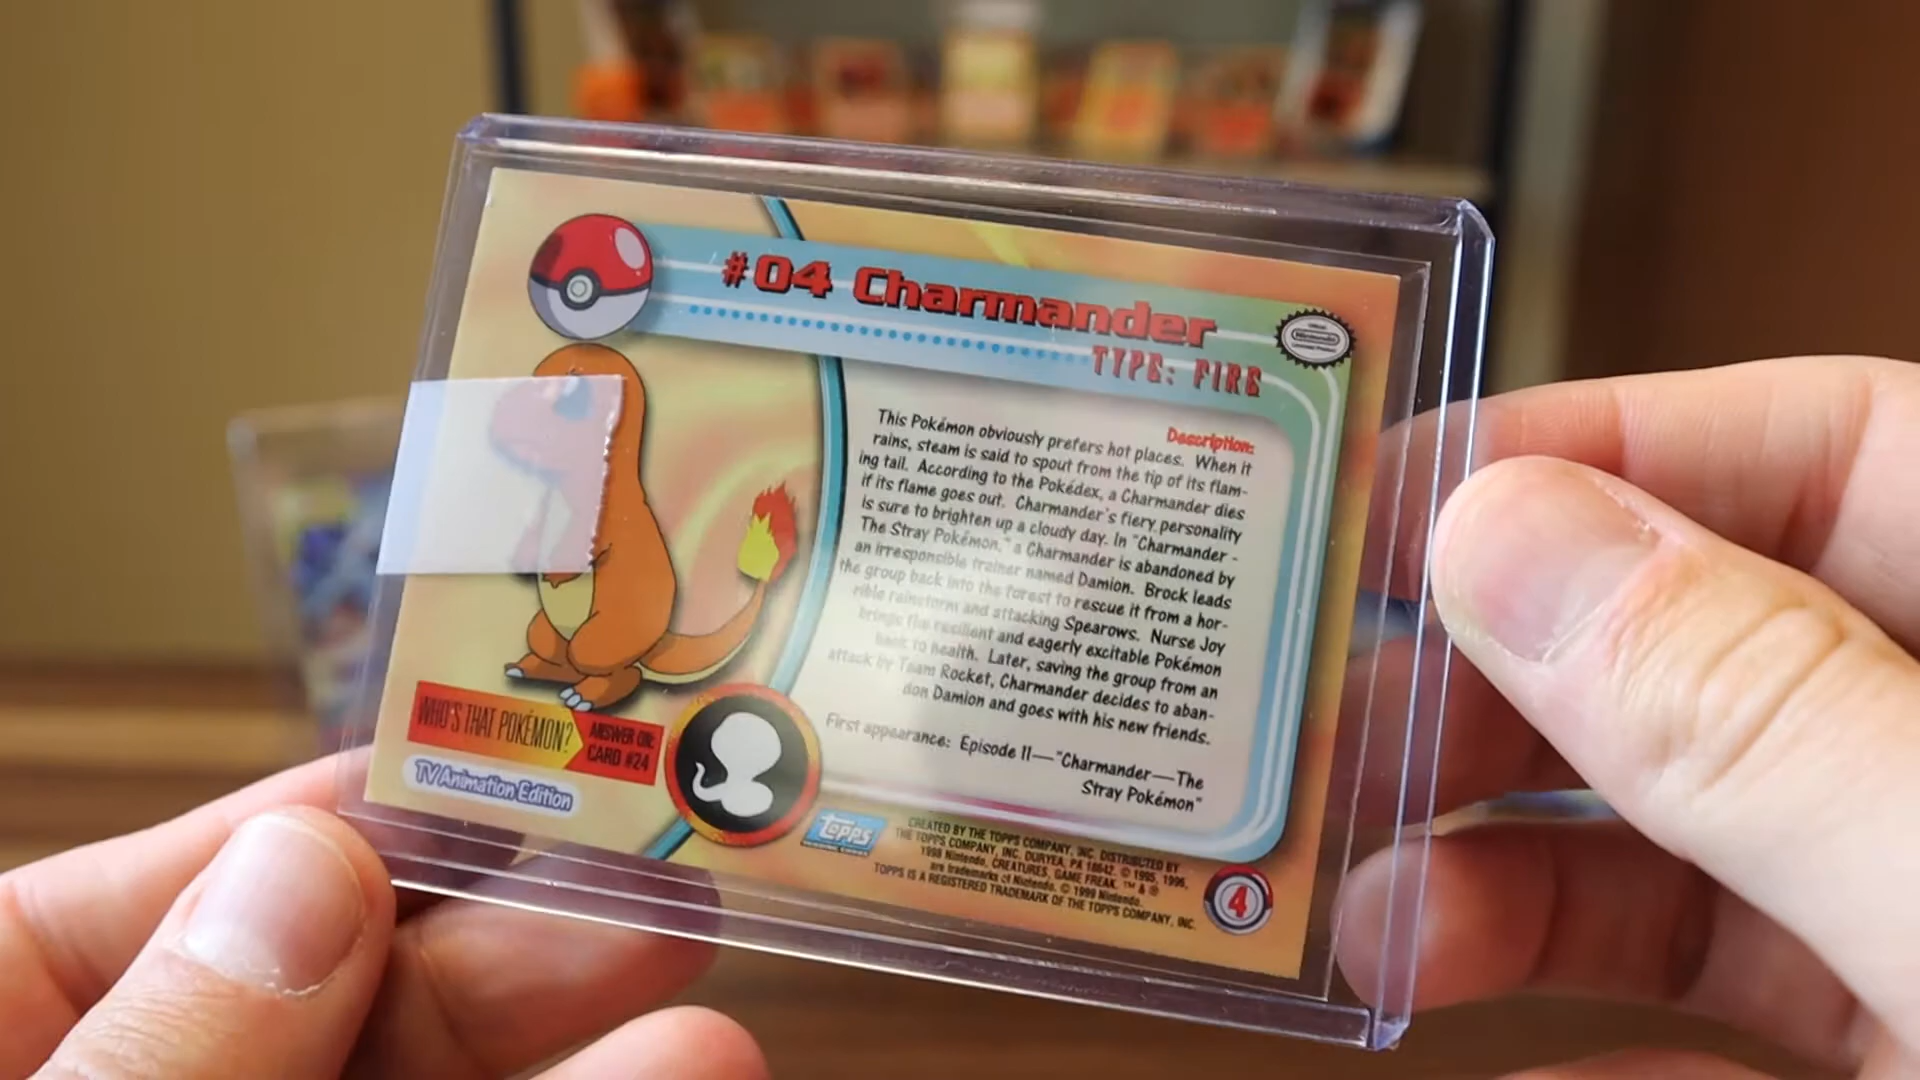 #04 Charmander
TYPE: FIRE
Description:
This Pokémon obviously prefers hot places. When it
rains, steam is said to spout from the tip of its flam-
ing tail. According to the Pokédex, a Charmander dies
if its flame goes out. Charmander's fiery personality
is sure to brighten up a cloudy day. In "Charmander -
The Stray Pokémon," a Charmander is abandoned by
an irresponsible trainer named Damion. Brock leads
the group back into the forest to rescue it from a hor-
rible rainstorm and attacking Spearows. Nurse Joy
brings the resilient and eagerly excitable Pokémon
back to health. Later, saving the group from an
attack by Team Rocket, Charmander decides to aban-
don Damion and goes with his new friends.
First appearance: Episode 11—"Charmander—The
Stray Pokémon"
WHO'S THAT POKÉMON?
ANSWER ON:
CARD #24
TV Animation Edition
Topps
CREATED BY THE TOPPS COMPANY, INC. DISTRIBUTED BY
THE TOPPS COMPANY, INC. DURYEA, PA 18642. © 1995, 1996,
1998 Nintendo, CREATURES, GAME FREAK. ™ & ®
are trademarks of Nintendo. © 1999 Nintendo.
TOPPS IS A REGISTERED TRADEMARK OF THE TOPPS COMPANY, INC.
4
Nintendo